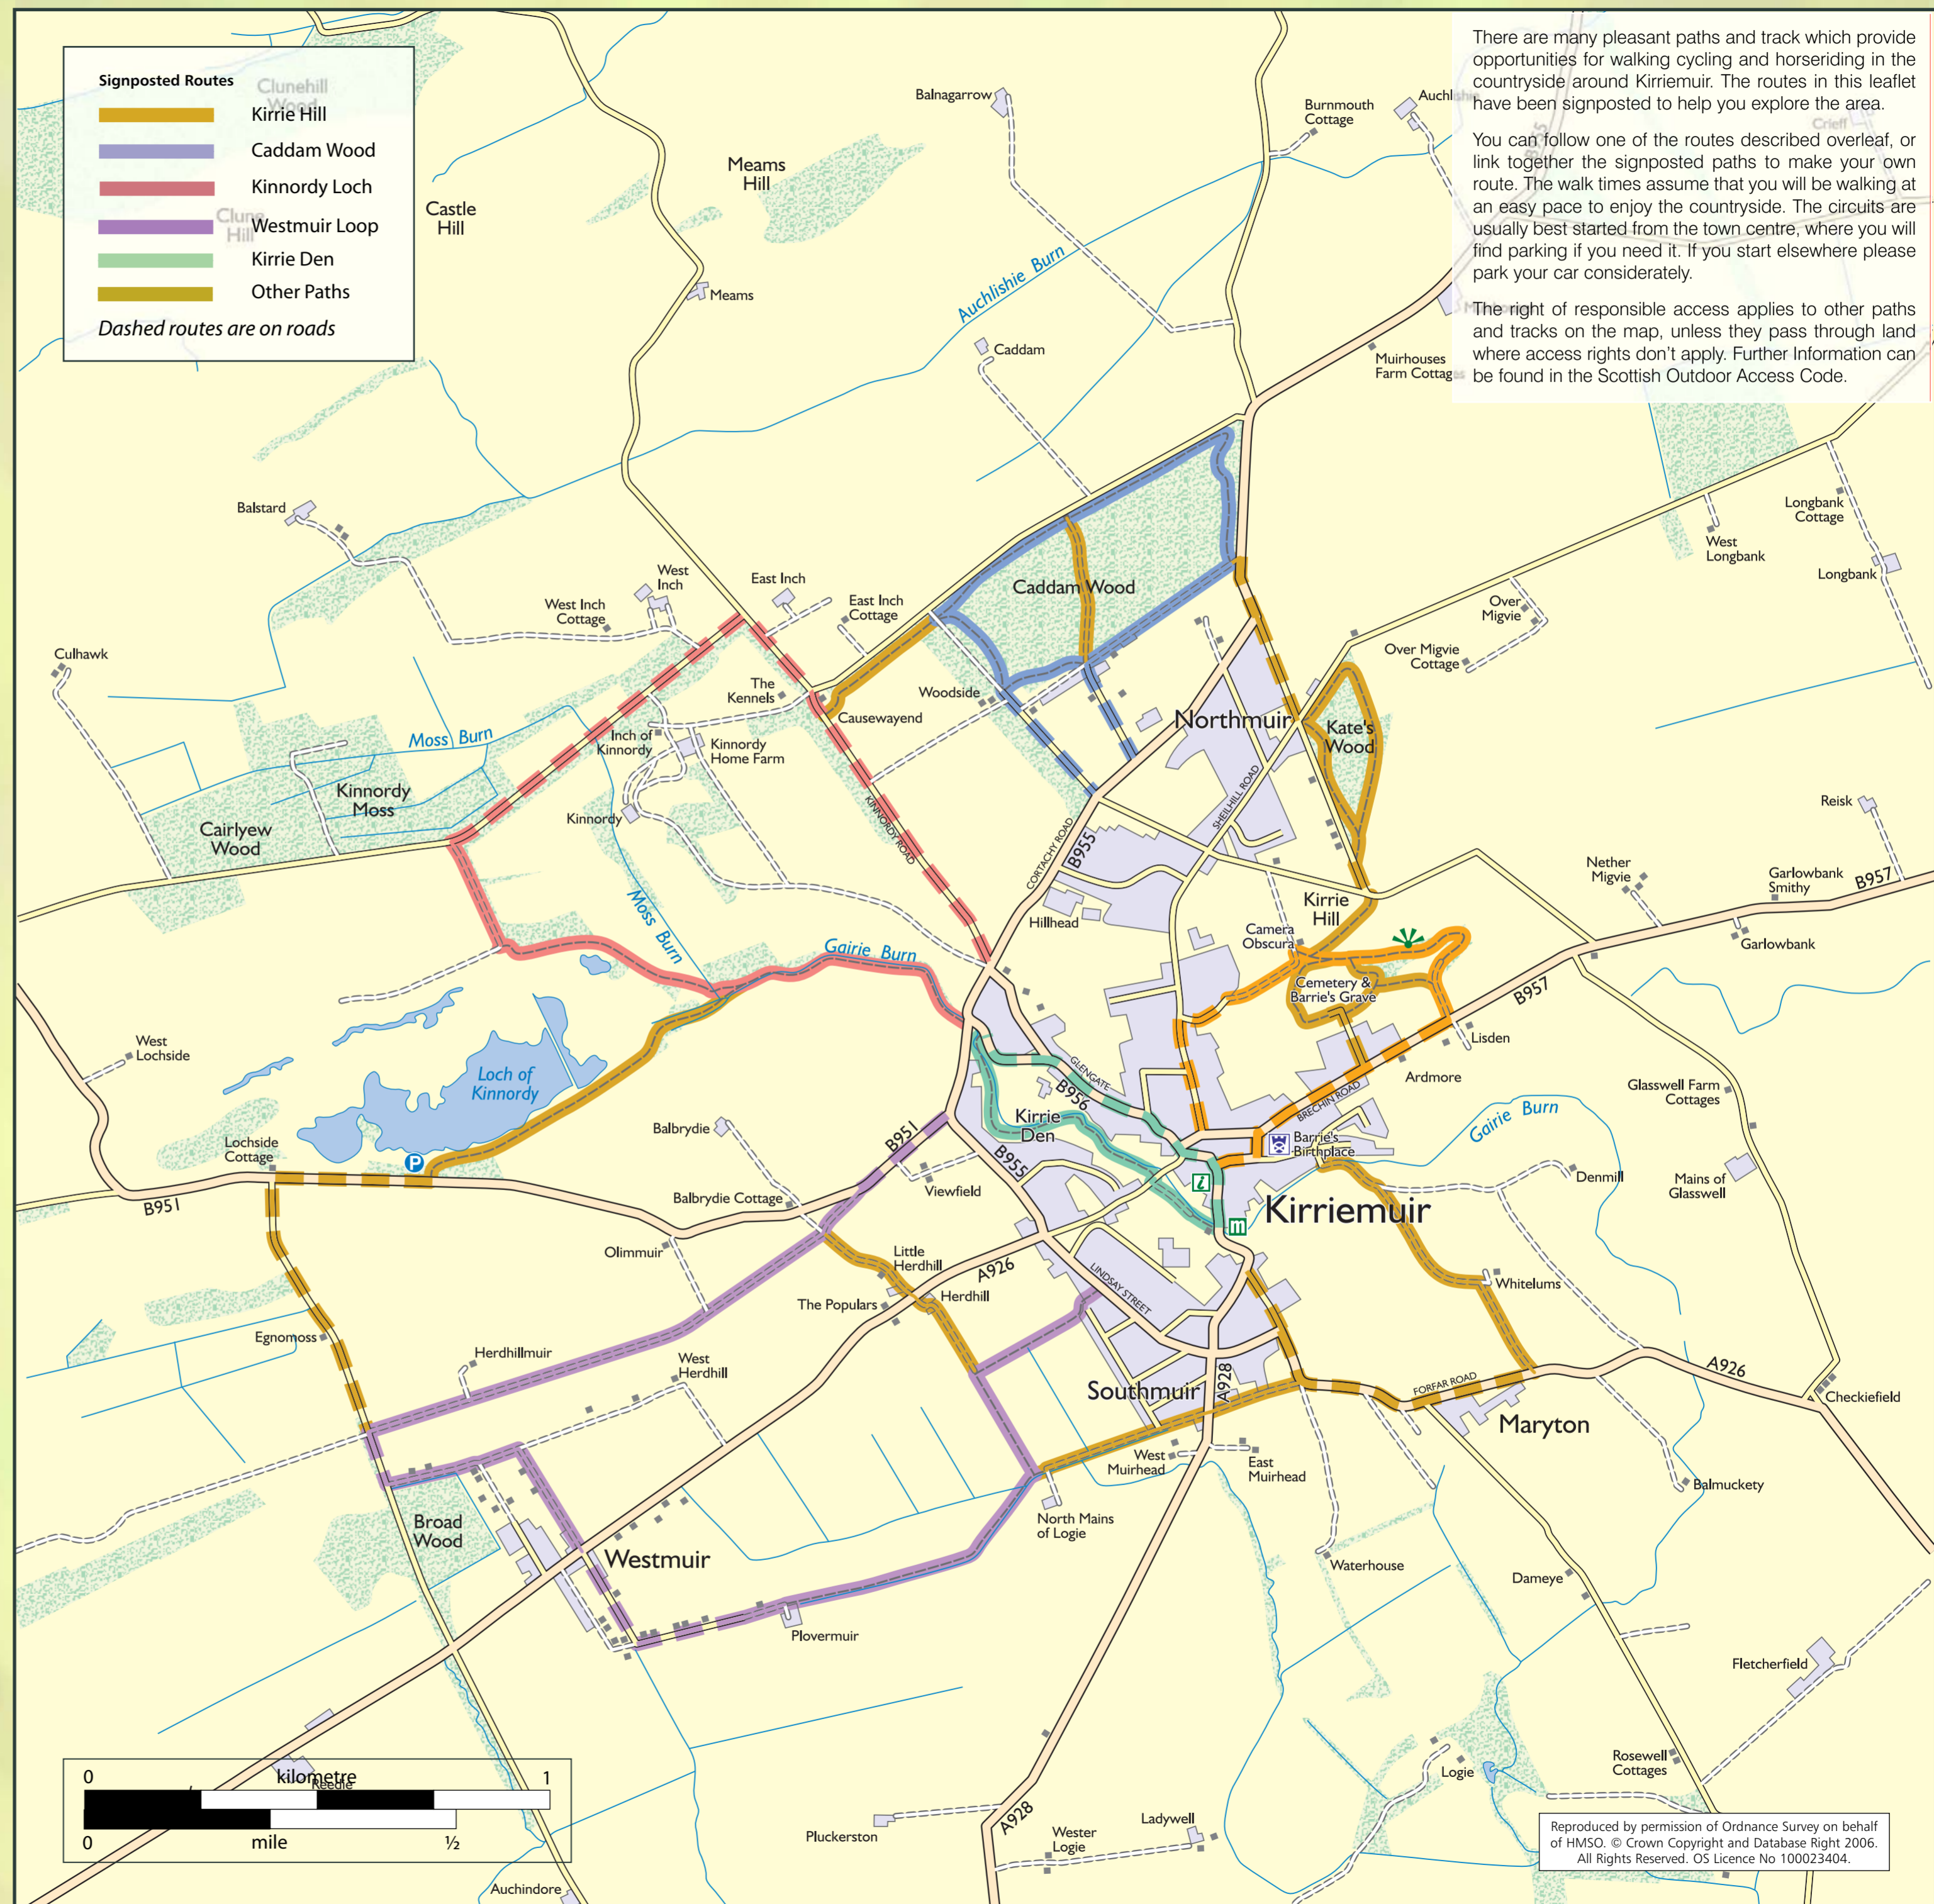 Signposted Routes
Clunehill
Wood
Kirrie Hill
Caddam Wood
Kinnordy Loch
Clune
Hill
Westmuir Loop
Kirrie Den
Other Paths
Dashed routes are on roads
There are many pleasant paths and track which provide
opportunities for walking cycling and horseriding in the
countryside around Kirriemuir. The routes in this leaflet
have been signposted to help you explore the area.
You can follow one of the routes described overleaf, or
link together the signposted paths to make your own
route. The walk times assume that you will be walking at
an easy pace to enjoy the countryside. The circuits are
usually best started from the town centre, where you will
find parking if you need it. If you start elsewhere please
park your car considerately.
The right of responsible access applies to other paths
and tracks on the map, unless they pass through land
where access rights don't apply. Further Information can
be found in the Scottish Outdoor Access Code.
Crieff
B955
Balnagarrow
Burnmouth
Cottage
Auchlishie
Meams
Hill
Castle
Hill
Meams
Auchlishie Burn
Caddam
Muirhouses
Farm Cottages
Balstard
Longbank
Cottage
West
Longbank
Longbank
West
Inch
East Inch
West Inch
Cottage
East Inch
Cottage
Caddam Wood
Over
Migvie
Over Migvie
Cottage
Culhawk
The
Kennels
Woodside
Causewayend
Northmuir
Kate's
Wood
Moss Burn
Inch of
Kinnordy
Kinnordy
Home Farm
Kinnordy
Moss
Kinnordy
KINNORDY ROAD
SHEILHILL ROAD
Cairlyew
Wood
CORTACHY ROAD
B955
Reisk
Nether
Migvie
Garlowbank
Smithy
B957
Kirrie
Hill
Hillhead
Moss Burn
Gairie Burn
Camera
Obscura
Garlowbank
Cemetery &
Barrie's Grave
B957
Lisden
West
Lochside
Loch of
Kinnordy
GLENGATE
B956
Ardmore
BRECHIN ROAD
Glasswell Farm
Cottages
Gairie Burn
Kirrie
Den
Balbrydie
B951
Barrie's
Birthplace
Lochside
Cottage
P
B955
i
Denmill
Mains of
Glasswell
Viewfield
Balbrydie Cottage
B951
Kirriemuir
m
Olimmuir
Little
Herdhill
A926
LINDSAY STREET
Whitelums
The Populars
Herdhill
Egnomoss
Herdhillmuir
West
Herdhill
A926
A928
FORFAR ROAD
Southmuir
Checkiefield
Maryton
West
Muirhead
East
Muirhead
Balmuckety
Broad
Wood
North Mains
of Logie
Westmuir
Waterhouse
Dameye
Plovermuir
Fletcherfield
Rosewell
Cottages
Logie
0 kilometre 1
Reedie
0 mile ½
A928
Pluckerston
Wester
Logie
Ladywell
Auchindore
Reproduced by permission of Ordnance Survey on behalf
of HMSO. © Crown Copyright and Database Right 2006.
All Rights Reserved. OS Licence No 100023404.